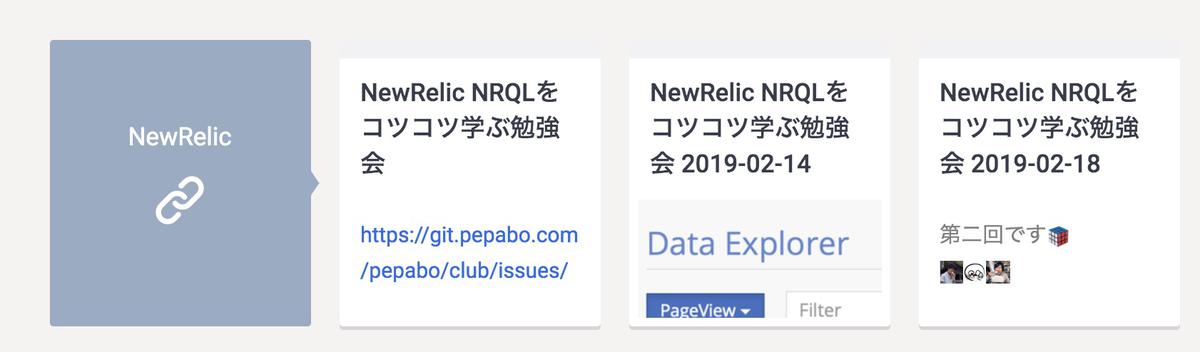 NewRelic
NewRelic NRQLを
コツコツ学ぶ勉強
会
https://git.pepabo.com
/pepabo/club/issues/
NewRelic NRQLを
コツコツ学ぶ勉強
会 2019-02-14
Data Explorer
PageView
Filter
NewRelic NRQLを
コツコツ学ぶ勉強
会 2019-02-18
第二回です